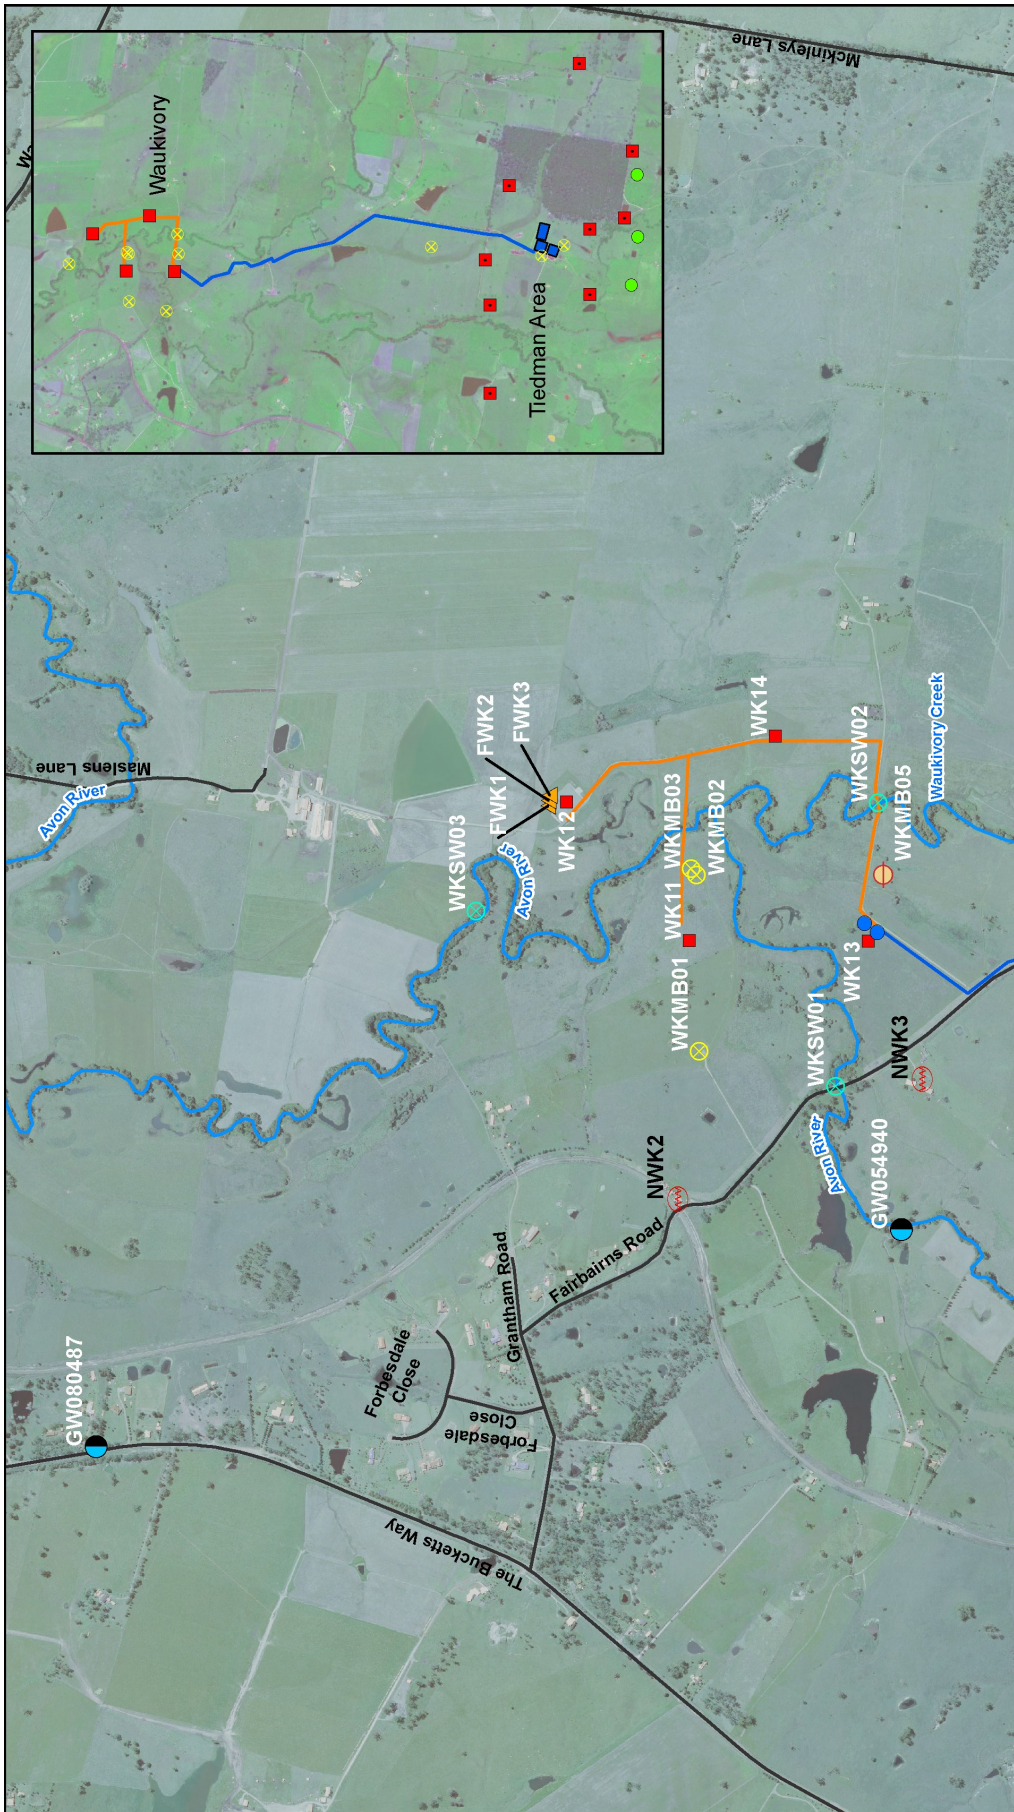 Wa
Mckinleys Lane
Waukivory
Tiedman Area
Maslens Lane
Avon River
WKSW03
FWK1
FWK2
FWK3
Avon River
WK12
WK14
WK11
WKMB03
WKMB02
WKMB01
WKSW02
WKMB05
Waukivory Creek
WK13
WKSW01
NWK3
Avon River
GW054940
NWK2
Fairbairns Road
Grantham Road
Forbesdale
Close
Forbesdale
Close
GW080487
The Bucketts Way